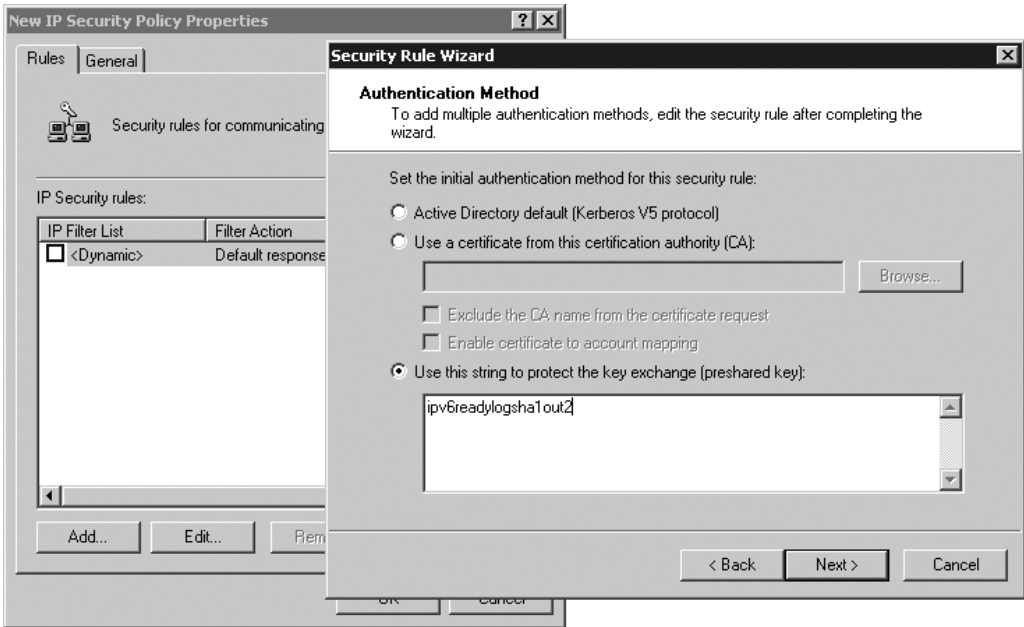 New IP Security Policy Properties
Rules
General
Security rules for communicating
IP Security rules:
IP Filter List
Filter Action
<Dynamic>
Default response
Add...
Edit...
Rem
OK
Cancel
Security Rule Wizard
Authentication Method
To add multiple authentication methods, edit the security rule after completing the
wizard.
Set the initial authentication method for this security rule:
Active Directory default (Kerberos V5 protocol)
Use a certificate from this certification authority (CA):
Browse...
Exclude the CA name from the certificate request
Enable certificate to account mapping
Use this string to protect the key exchange (preshared key):
ipv6readylogsha1out2
< Back
Next >
Cancel